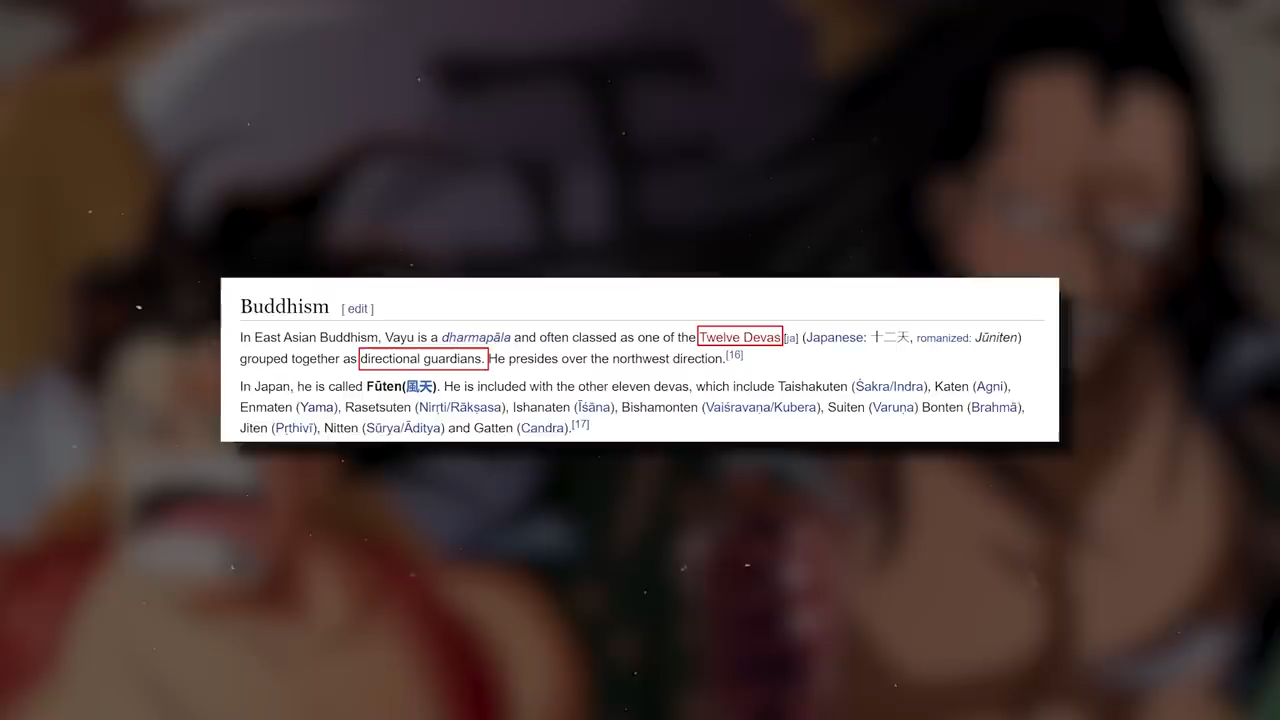 Buddhism [ edit ]
In East Asian Buddhism, Vayu is a dharmapāla and often classed as one of the Twelve Devas [ja] (Japanese: 十二天, romanized: Jūniten)
grouped together as directional guardians. He presides over the northwest direction.[16]
In Japan, he is called Fūten(風天). He is included with the other eleven devas, which include Taishakuten (Śakra/Indra), Katen (Agni),
Enmaten (Yama), Rasetsuten (Nirṛti/Rākṣasa), Ishanaten (Īśāna), Bishamonten (Vaiśravaṇa/Kubera), Suiten (Varuṇa) Bonten (Brahmā),
Jiten (Pṛthivī), Nitten (Sūrya/Āditya) and Gatten (Candra).[17]